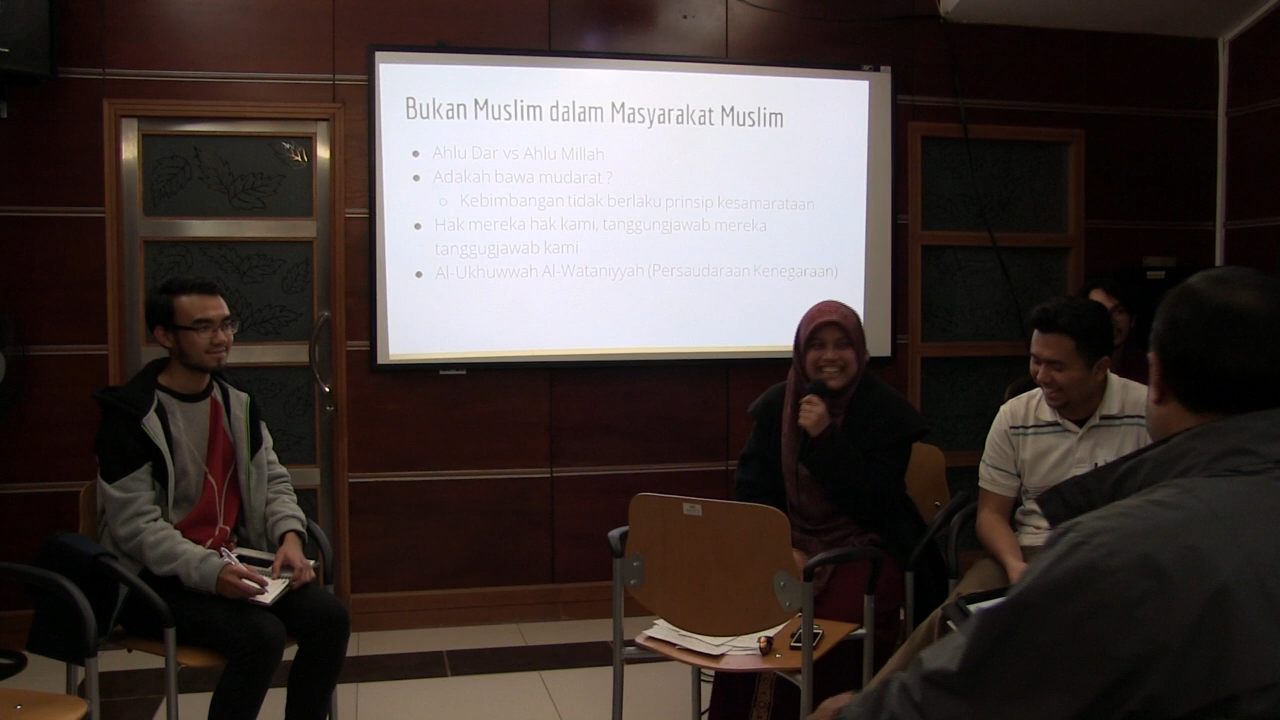 Bukan Muslim dalam Masyarakat Muslim
● Ahlu Dar vs Ahlu Millah
● Adakah bawa mudarat ?
○ Kebimbangan tidak berlaku prinsip kesamarataan
● Hak mereka hak kami, tanggungjawab mereka
tanggugjawab kami
● Al-Ukhuwwah Al-Wataniyyah (Persaudaraan Kenegaraan)